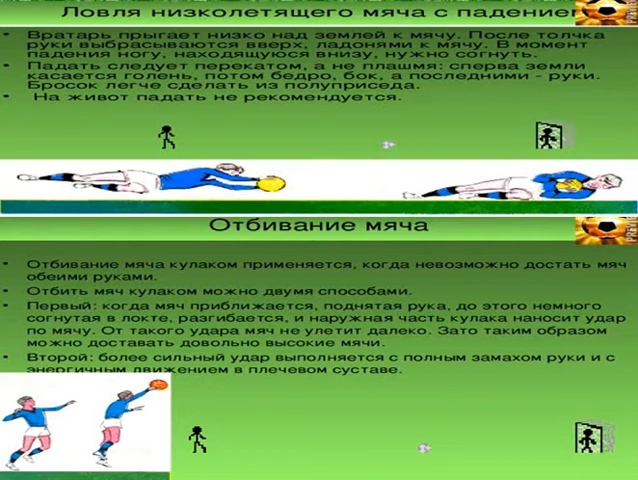 Ловля низколетящего мяча с падением
Вратарь прыгает низко над землей к мячу. После толчка
руки выбрасываются вверх, ладонями к мячу. В момент
падения ногу, находящуюся внизу, нужно согнуть.
Падать следует перекатом, а не плашмя: сперва земли
касается голень, потом бедро, бок, а последними - руки.
Бросок легче сделать из полуприседа.
На живот падать не рекомендуется.
Отбивание мяча
Отбивание мяча кулаком применяется, когда невозможно достать мяч
обеими руками.
Отбить мяч кулаком можно двумя способами.
Первый: когда мяч приближается, поднятая рука, до этого немного
согнутая в локте, разгибается, и наружная часть кулака наносит удар
по мячу. От такого удара мяч не улетит далеко. Зато таким образом
можно доставать довольно высокие мячи.
Второй: более сильный удар выполняется с полным замахом руки и с
энергичным движением в плечевом суставе.